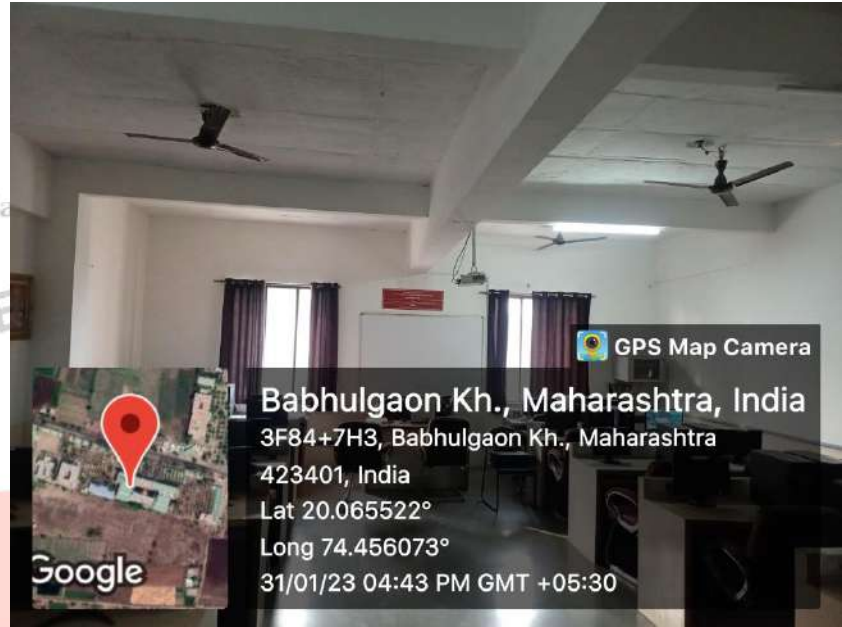 GPS Map Camera
Babhulgaon Kh., Maharashtra, India
3F84+7H3, Babhulgaon Kh., Maharashtra
423401, India
Lat 20.065522°
Long 74.456073°
31/01/23 04:43 PM GMT +05:30
Google